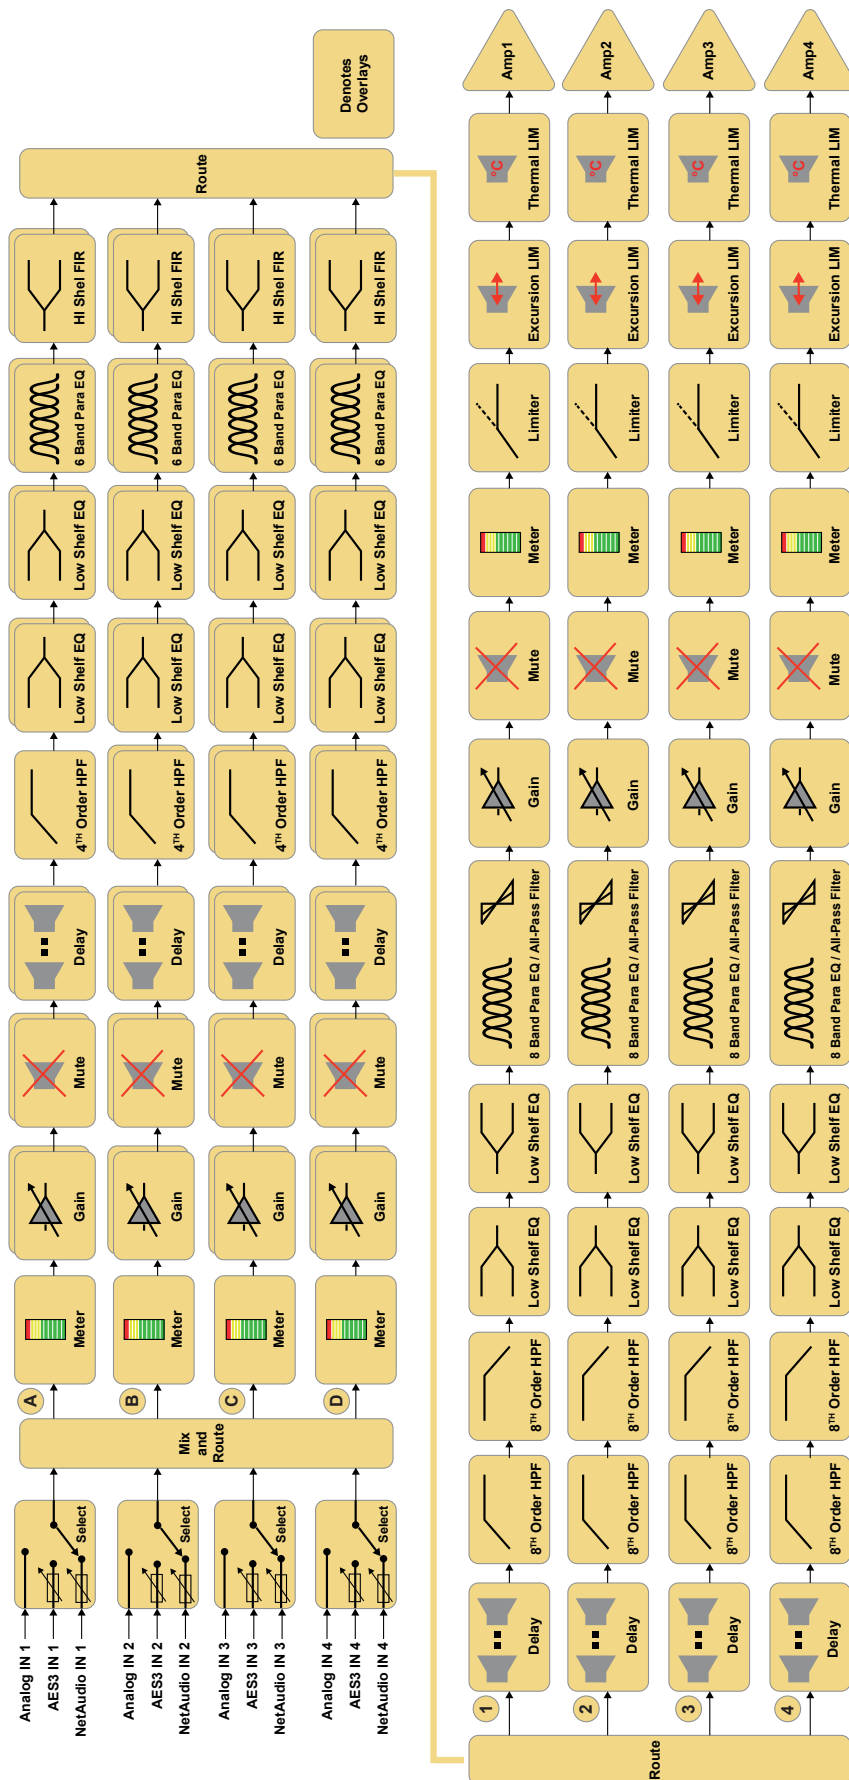 Analog IN 1
AES3 IN 1
NetAudio IN 1
Select
Analog IN 2
AES3 IN 2
NetAudio IN 2
Select
Analog IN 3
AES3 IN 3
NetAudio IN 3
Select
Analog IN 4
AES3 IN 4
NetAudio IN 4
Select
Mix
and
Route
A
Meter
Gain
Mute
Delay
4TH Order HPF
Low Shelf EQ
Low Shelf EQ
6 Band Para EQ
HI Shel FIR
B
Meter
Gain
Mute
Delay
4TH Order HPF
Low Shelf EQ
Low Shelf EQ
6 Band Para EQ
HI Shel FIR
C
Meter
Gain
Mute
Delay
4TH Order HPF
Low Shelf EQ
Low Shelf EQ
6 Band Para EQ
HI Shel FIR
D
Meter
Gain
Mute
Delay
4TH Order HPF
Low Shelf EQ
Low Shelf EQ
6 Band Para EQ
HI Shel FIR
Route
Denotes
Overlays
Route
1
Delay
8TH Order HPF
8TH Order HPF
Low Shelf EQ
Low Shelf EQ
8 Band Para EQ / All-Pass Filter
Gain
Mute
Meter
Limiter
Excursion LIM
°C
Thermal LIM
Amp1
2
Delay
8TH Order HPF
8TH Order HPF
Low Shelf EQ
Low Shelf EQ
8 Band Para EQ / All-Pass Filter
Gain
Mute
Meter
Limiter
Excursion LIM
°C
Thermal LIM
Amp2
3
Delay
8TH Order HPF
8TH Order HPF
Low Shelf EQ
Low Shelf EQ
8 Band Para EQ / All-Pass Filter
Gain
Mute
Meter
Limiter
Excursion LIM
°C
Thermal LIM
Amp3
4
Delay
8TH Order HPF
8TH Order HPF
Low Shelf EQ
Low Shelf EQ
8 Band Para EQ / All-Pass Filter
Gain
Mute
Meter
Limiter
Excursion LIM
°C
Thermal LIM
Amp4